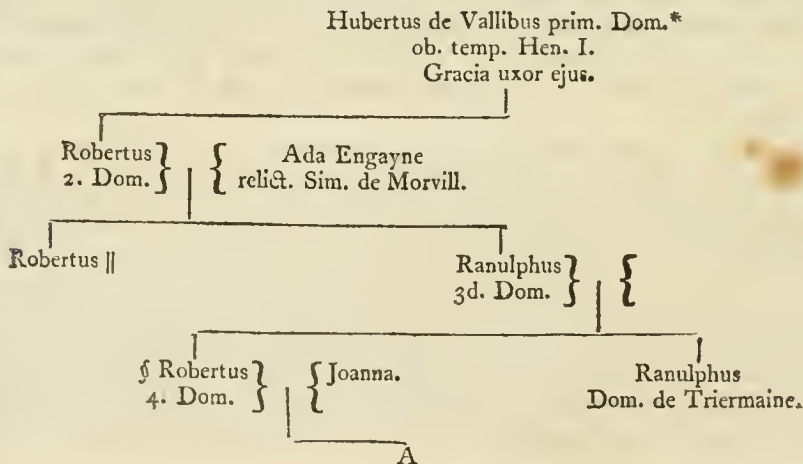 Hubertus de Vallibus prim. Dom.*
ob. temp. Hen. I.
Gracia uxor ejus.
Robertus } { Ada Engayne
2. Dom. } { relict. Sim. de Morvill.
Robertus ||
Ranulphus } {
3d. Dom. }
§ Robertus } { Joanna.
4. Dom. }
Ranulphus
Dom. de Triermaine.
A